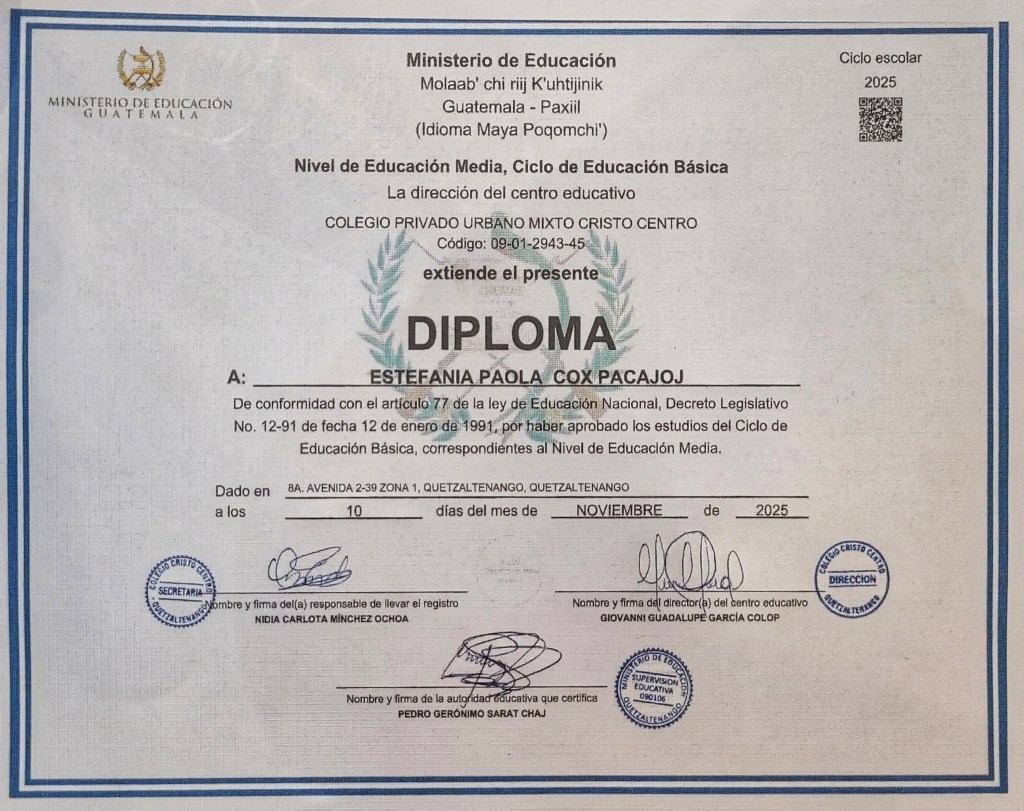 MINISTERIO DE EDUCACIÓN
GUATEMALA
Ministerio de Educación
Molaab' chi riij K'uhtijinik
Guatemala - Paxiil
(Idioma Maya Poqomchi')
Ciclo escolar
2025
Nivel de Educación Media, Ciclo de Educación Básica
La dirección del centro educativo
COLEGIO PRIVADO URBANO MIXTO CRISTO CENTRO
Código: 09-01-2943-45
extiende el presente
DIPLOMA
A: ESTEFANIA PAOLA COX PACAJOJ
De conformidad con el artículo 77 de la ley de Educación Nacional, Decreto Legislativo
No. 12-91 de fecha 12 de enero de 1991, por haber aprobado los estudios del Ciclo de
Educación Básica, correspondientes al Nivel de Educación Media.
Dado en 8A. AVENIDA 2-39 ZONA 1, QUETZALTENANGO, QUETZALTENANGO
a los 10 días del mes de NOVIEMBRE de 2025
COLEGIO CRISTO CENTRO
SECRETARIA
QUETZALTENANGO
Nombre y firma del(a) responsable de llevar el registro
NIDIA CARLOTA MÍNCHEZ OCHOA
Nombre y firma del director(a) del centro educativo
GIOVANNI GUADALUPE GARCÍA COLOP
COLEGIO CRISTO CENTRO
DIRECCION
QUETZALTENANGO
Nombre y firma de la autoridad educativa que certifica
PEDRO GERÓNIMO SARAT CHAJ
MINISTERIO DE EDUCACION
SUPERVISION
EDUCATIVA
090106
QUETZALTENANGO